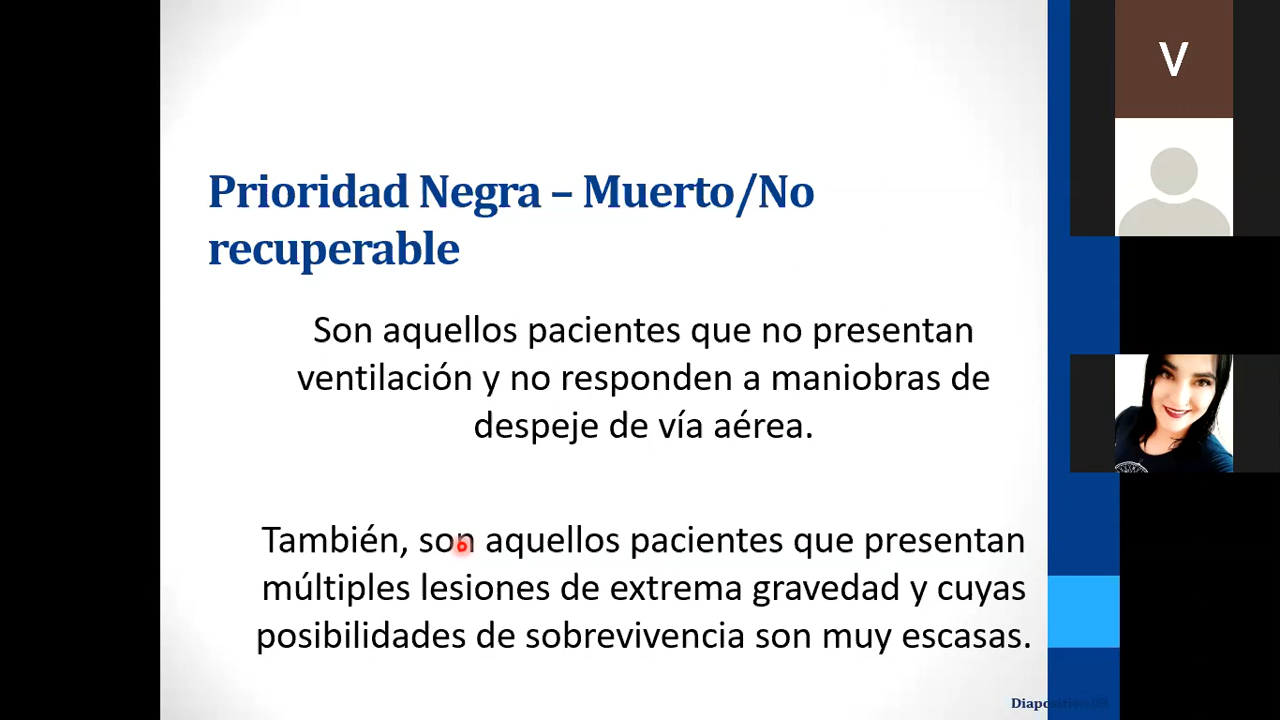 Prioridad Negra – Muerto/No
recuperable
Son aquellos pacientes que no presentan
ventilación y no responden a maniobras de
despeje de vía aérea.
También, son aquellos pacientes que presentan
múltiples lesiones de extrema gravedad y cuyas
posibilidades de sobrevivencia son muy escasas.
V